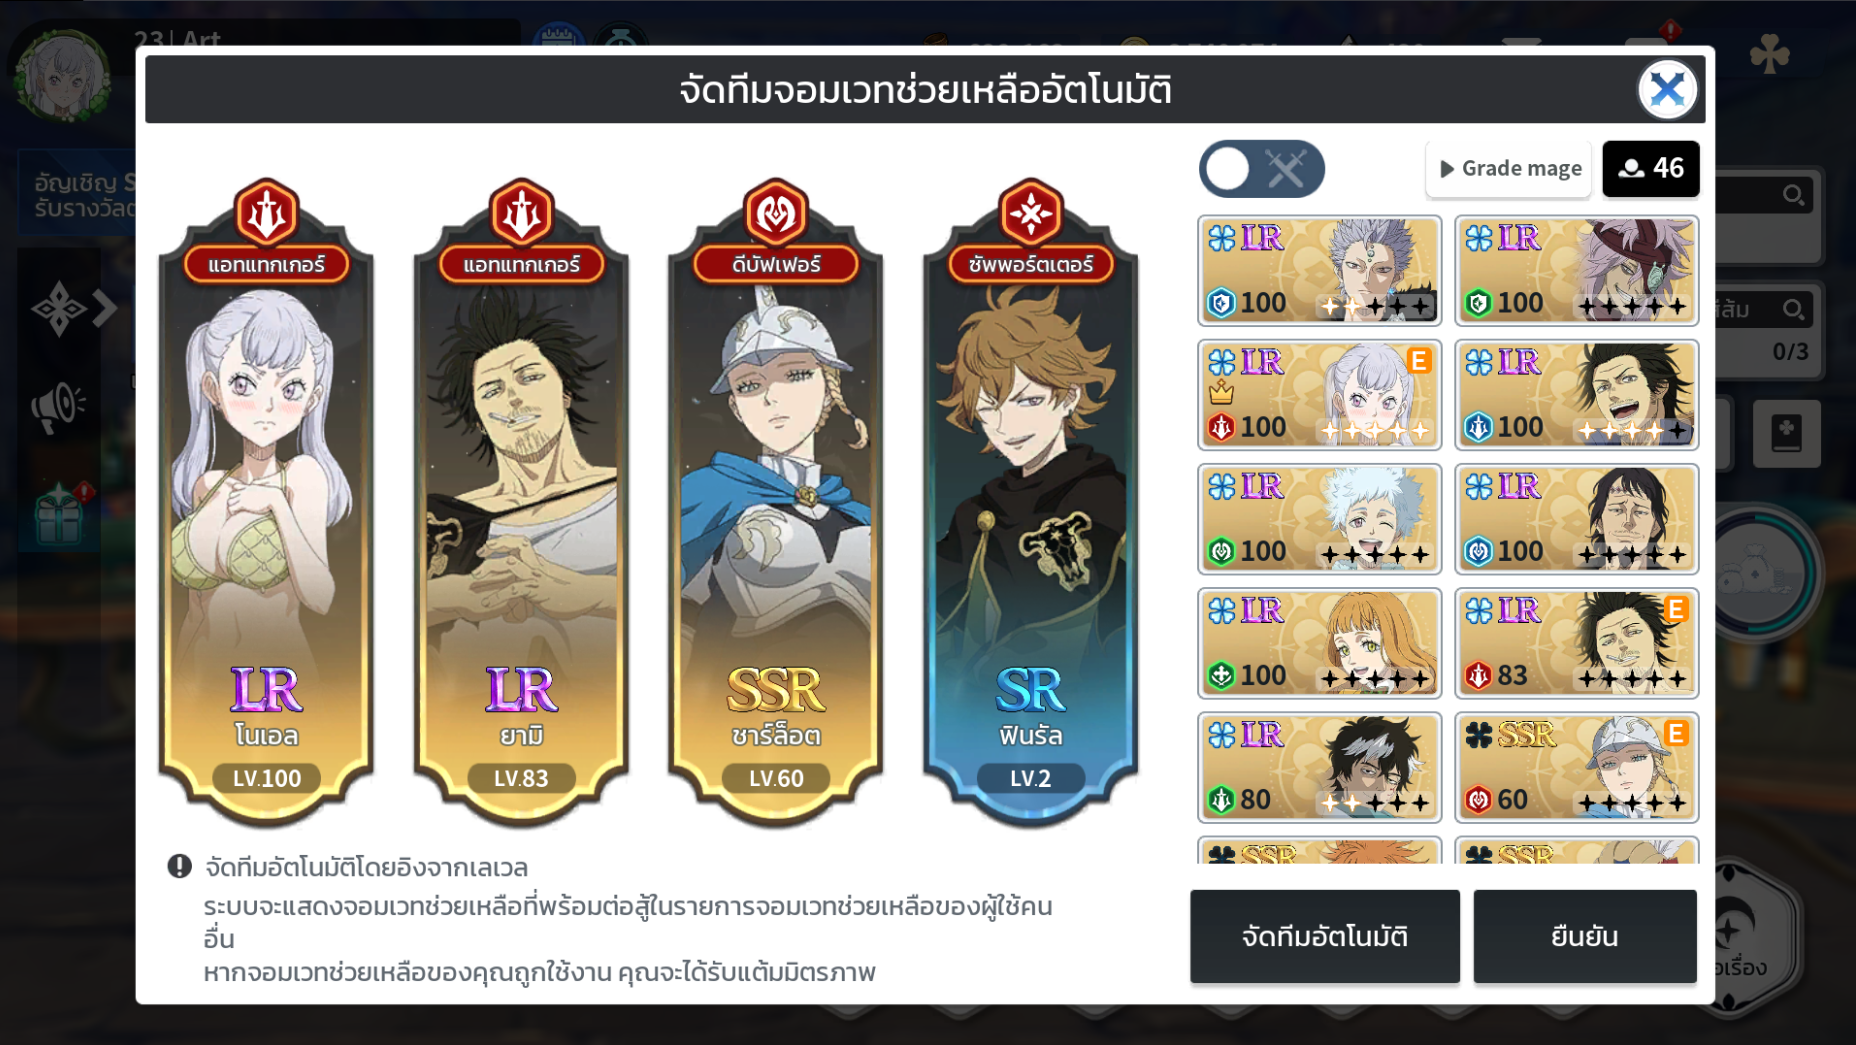 23| Art
อัญเชิญ S
รับรางวัล
จัดทีมจอมเวทช่วยเหลืออัตโนมัติ
Grade mage
46
แอทแทกเกอร์
LR
โนเอล
LV.100
แอทแทกเกอร์
LR
ยามิ
LV.83
ดีบัฟเฟอร์
SSR
ชาร์ล็อต
LV.60
ซัพพอร์ตเตอร์
SR
ฟินรัล
LV.2
LR
100
LR
100
LR
E
100
LR
100
LR
100
LR
100
LR
100
LR
E
83
LR
80
SSR
E
60
SSR
SSR
จัดทีมอัตโนมัติโดยอิงจากเลเวล
ระบบจะแสดงจอมเวทช่วยเหลือที่พร้อมต่อสู้ในรายการจอมเวทช่วยเหลือของผู้ใช้คน
อื่น
หากจอมเวทช่วยเหลือของคุณถูกใช้งาน คุณจะได้รับแต้มมิตรภาพ
จัดทีมอัตโนมัติ
ยืนยัน
0/3